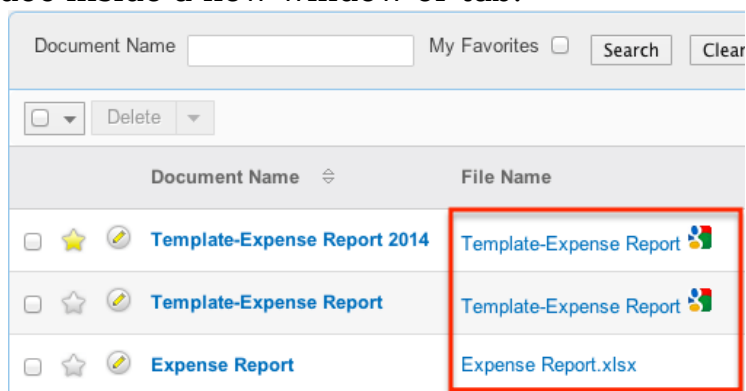 Document Name My Favorites Search Clear
Delete
Document Name File Name
Template-Expense Report 2014 Template-Expense Report
Template-Expense Report Template-Expense Report
Expense Report Expense Report.xlsx